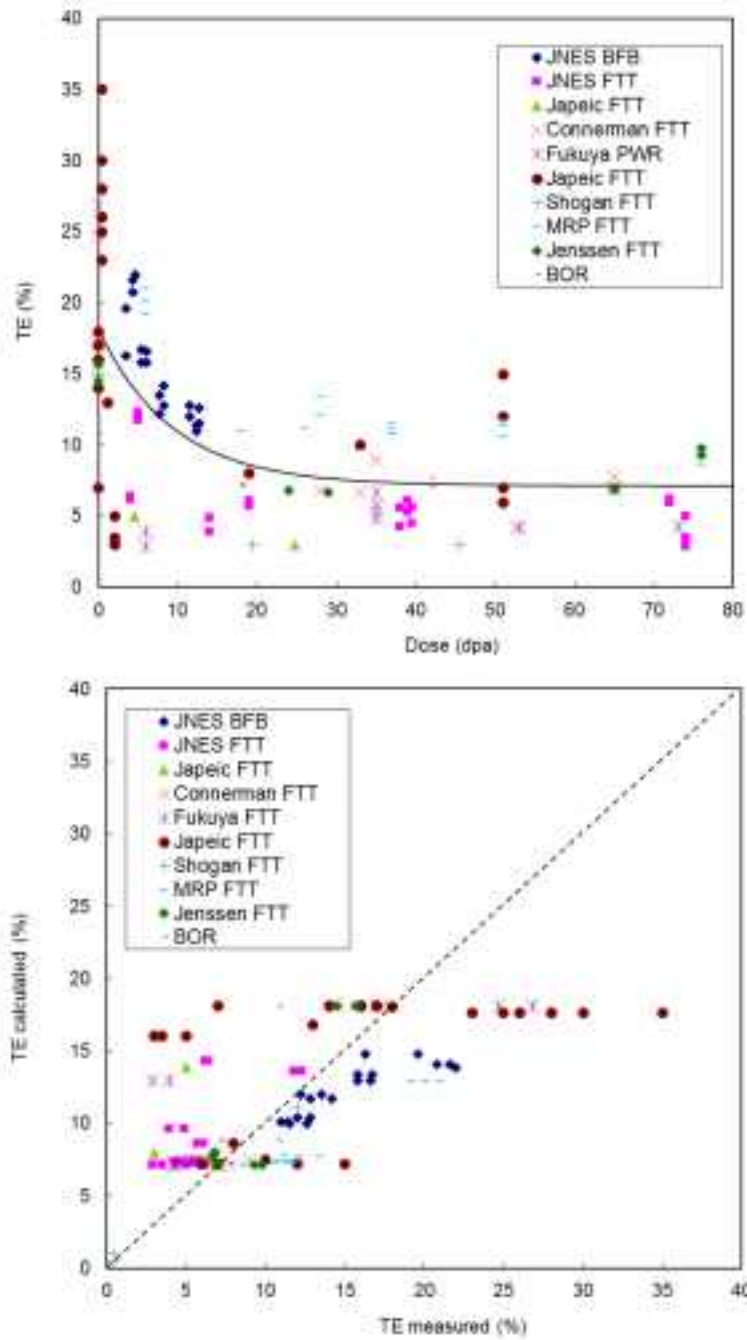 40
35
30
25
20
15
10
5
0
TE (%)
JNES BFB
JNES FTT
Japeic FTT
Connerman FTT
Fukuya PWR
Japeic FTT
Shogan FTT
MRP FTT
Jenssen FTT
BOR
0 10 20 30 40 50 60 70 80
Dose (dpa)
40
35
30
25
20
15
10
5
0
TE calculated (%)
JNES BFB
JNES FTT
Japeic FTT
Connerman FTT
Fukuya FTT
Japeic FTT
Shogan FTT
MRP FTT
Jenssen FTT
BOR
0 5 10 15 20 25 30 35 40
TE measured (%)